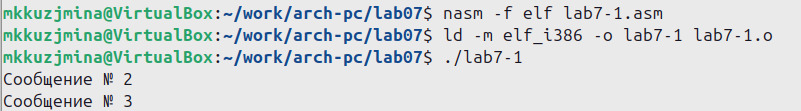 mkkuzjmina@VirtualBox:~/work/arch-pc/lab07$ nasm -f elf lab7-1.asm
mkkuzjmina@VirtualBox:~/work/arch-pc/lab07$ ld -m elf_i386 -o lab7-1 lab7-1.o
mkkuzjmina@VirtualBox:~/work/arch-pc/lab07$ ./lab7-1
Сообщение № 2
Сообщение № 3